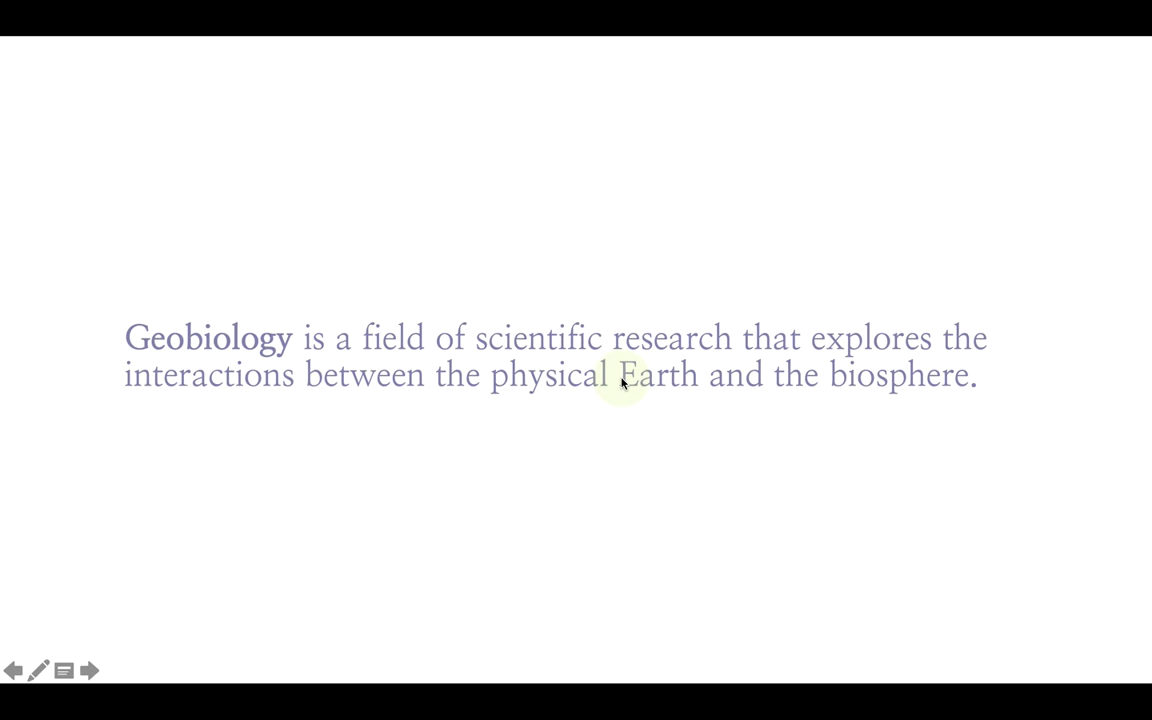 Geobiology is a field of scientific research that explores the
interactions between the physical Earth and the biosphere.